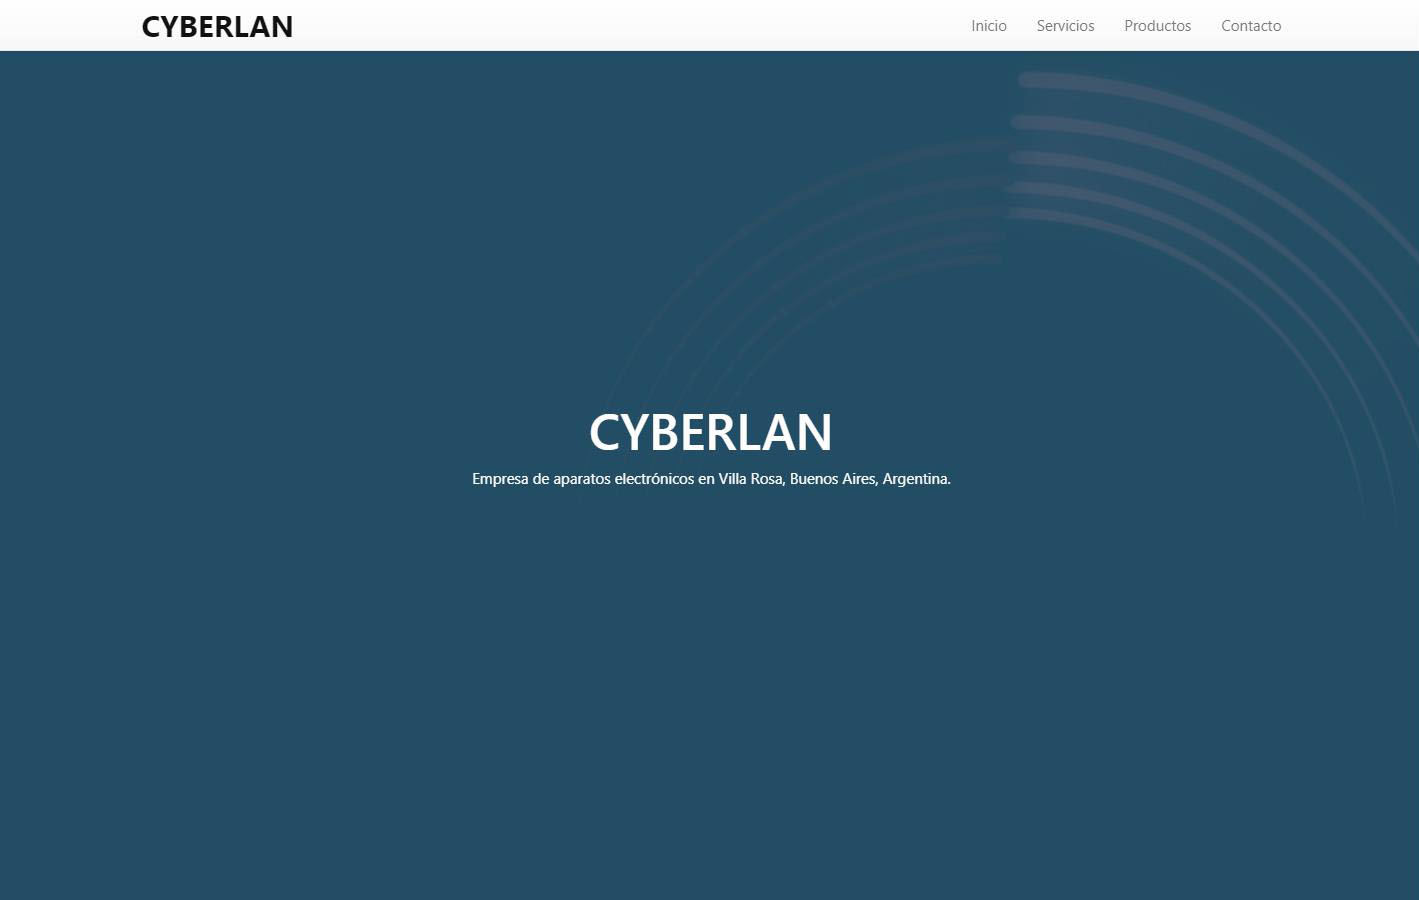 CYBERLAN
Inicio Servicios Productos Contacto
CYBERLAN
Empresa de aparatos electrónicos en Villa Rosa, Buenos Aires, Argentina.